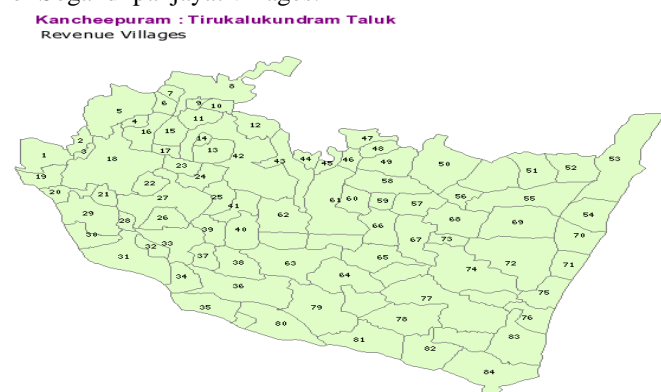 Kancheepuram : Tirukalukundram Taluk
Revenue Villages
8
7
6 9 10
5
4 11 12
16 15
2 14
3 13
1 18 17 42 43 44 45 46 47
48
49 50
23
19 24
51 52 53
20 21 22 58
27 25 61 60 59 57 56 55
29 28 26 41 62 68 69 54
30 39 40 66
32 33 67 73 70
31 37 38 63 65
34 36 64 74 72 71
35 79 77 75
80 78 76
81 82 83
84